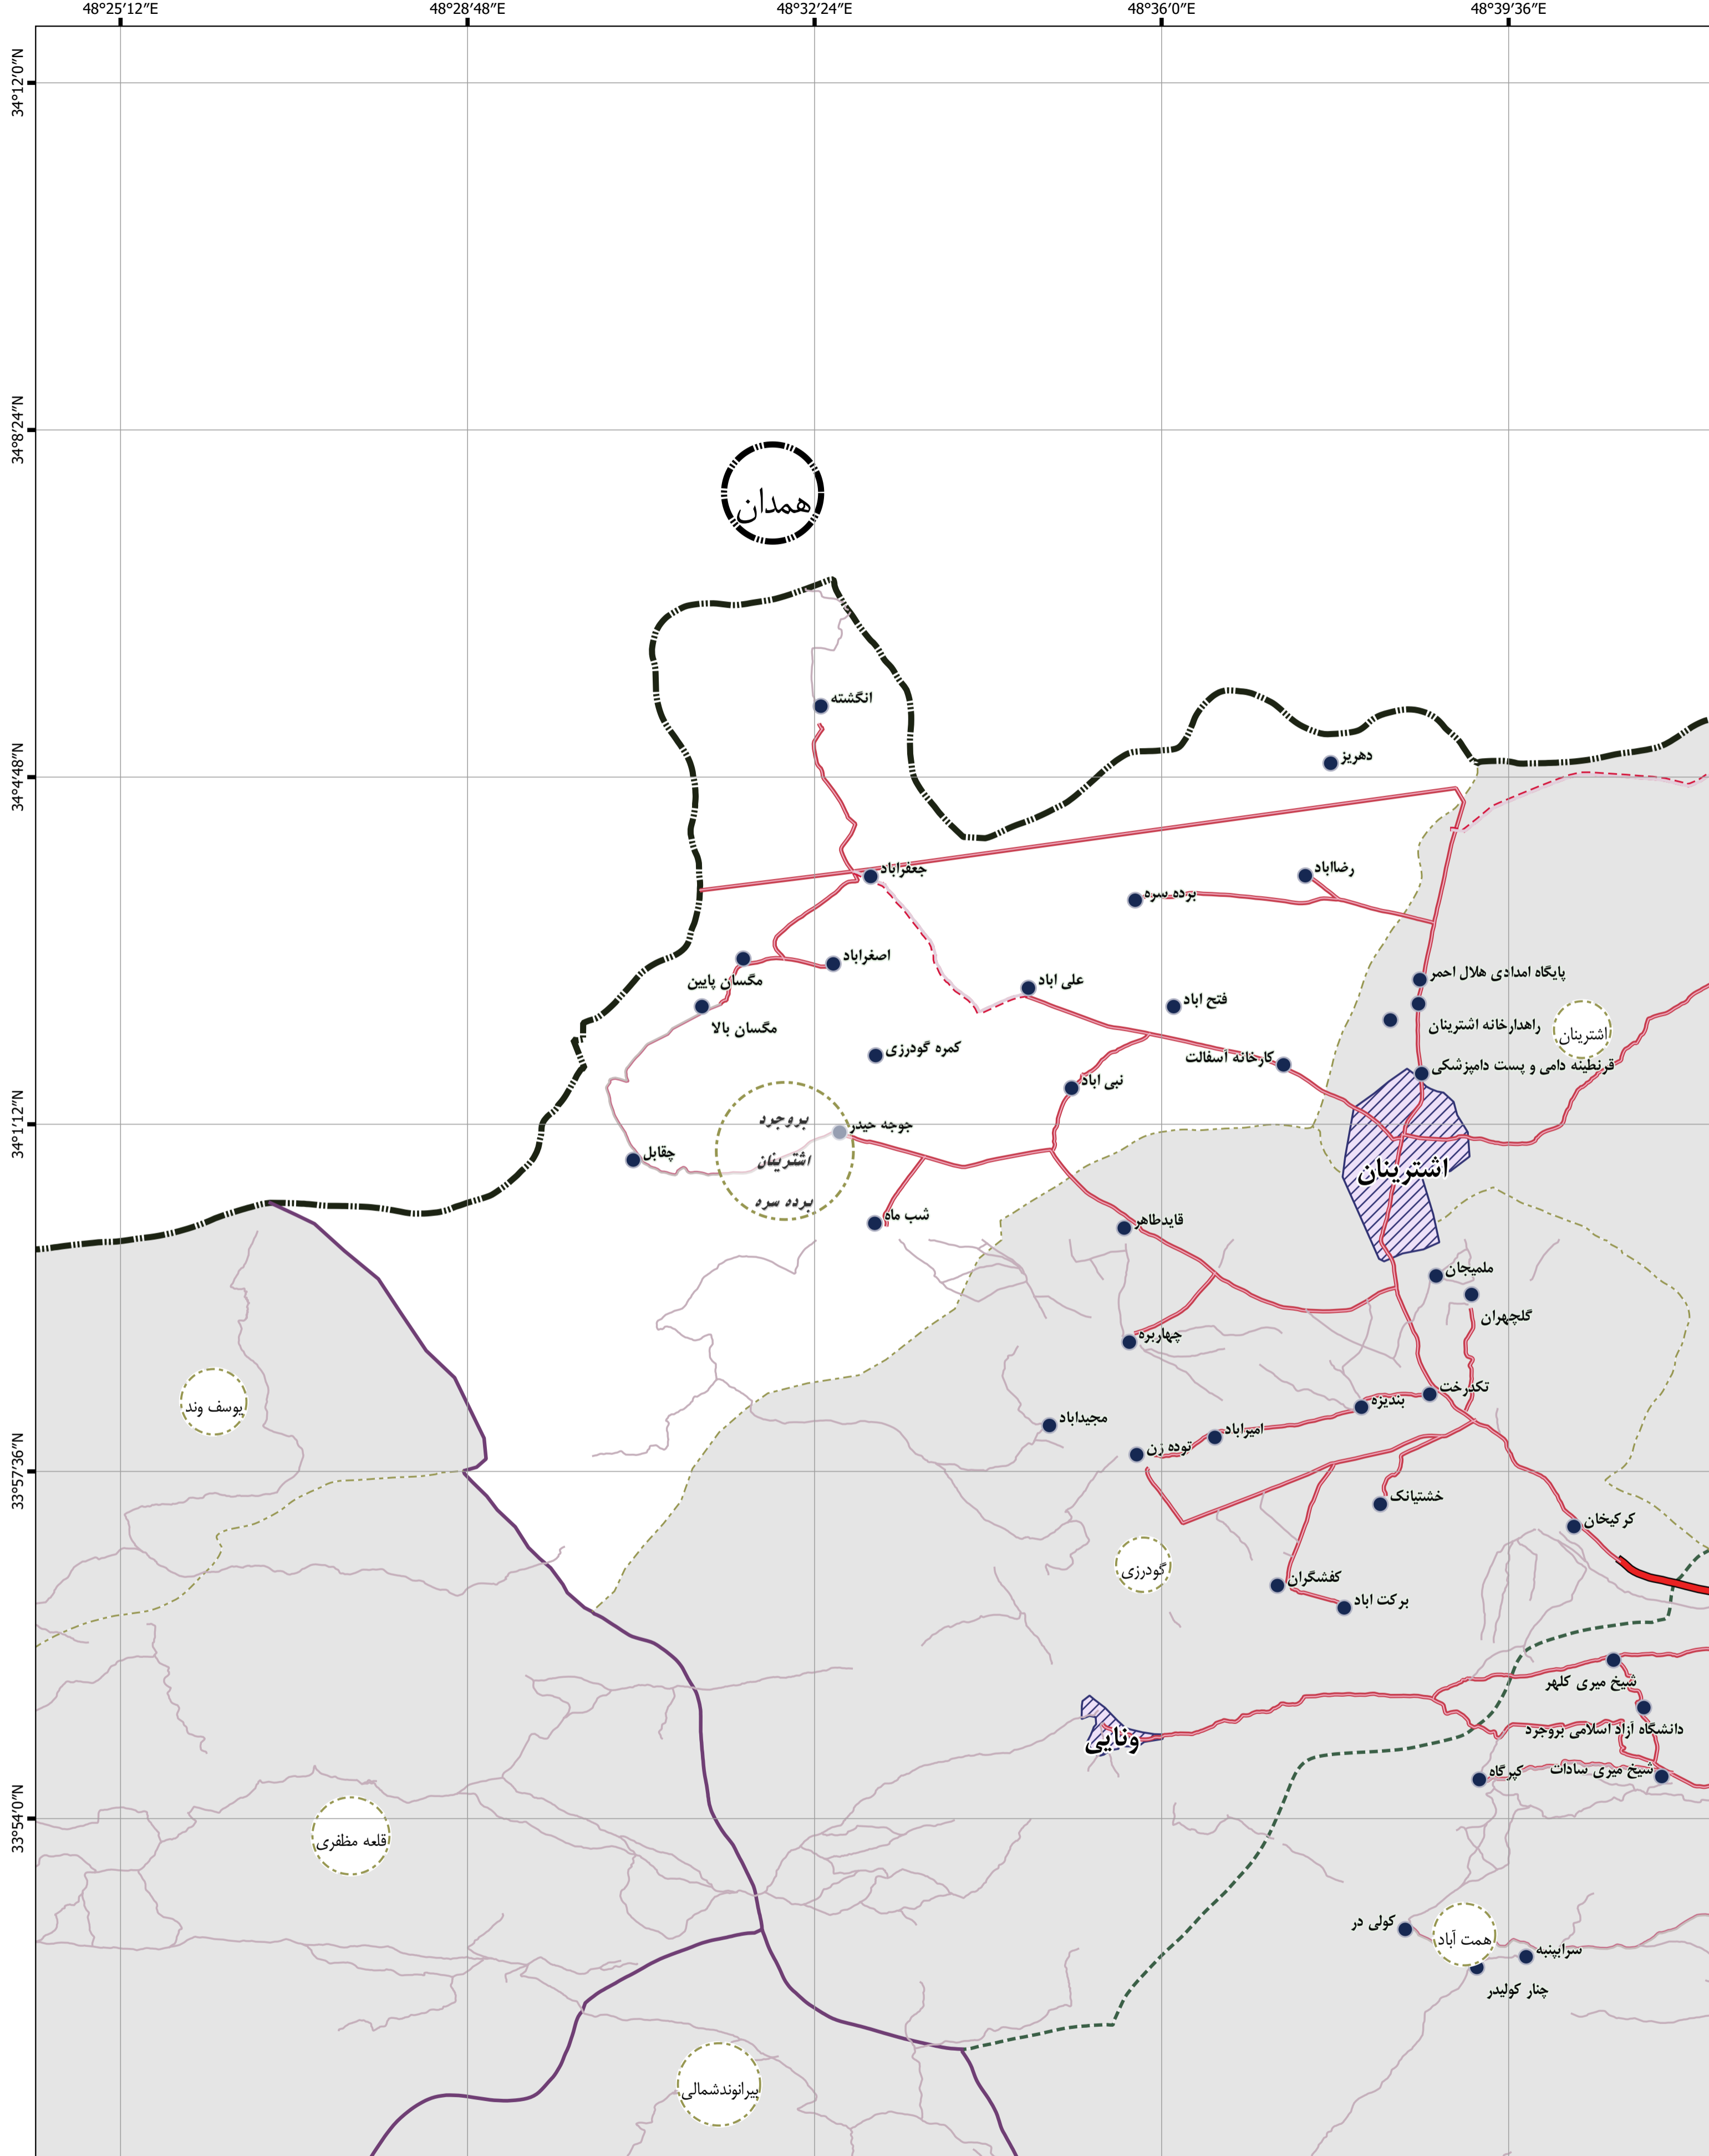 48°25'12"E
48°28'48"E
48°32'24"E
48°36'0"E
48°39'36"E
34°12'0"N
34°8'24"N
34°4'48"N
34°1'12"N
33°57'36"N
33°54'0"N
همدان
انگشته
دهریز
جعفراباد
رضااباد
برده سره
اصغراباد
پایگاه امدادی هلال احمر
مگسان پایین
علی اباد
فتح اباد
راهدارخانه اشترینان
اشترینان
مگسان بالا
کمره گودرزی
کارخانه اسفالت
قرنطینه دامی و پست دامپزشکی
نبی اباد
بروجرد
اشترینان
برده سره
جوجه حیدر
چقابل
اشترینان
شب ماه
قایدطاهر
ملمیجان
گلچهران
چهاربره
تکدرخت
بندیزه
یوسف وند
مجیداباد
امیراباد
توده زن
خشتیانک
کرکیخان
گودرزی
کفشگران
برکت اباد
شیخ میری کلهر
دانشگاه آزاد اسلامی بروجرد
ونایی
شیخ میری سادات
کپرگاه
قلعه مظفری
کولی در
همت آباد
سرابپنبه
چنار کولیدر
بیرانوندشمالی